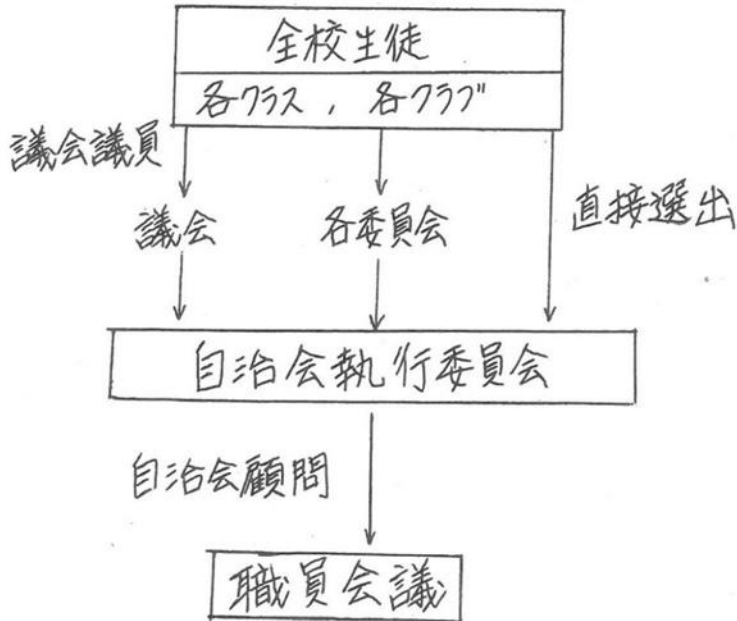 全校生徒
各クラス , 各クラブ
議会議員
議会
各委員会
直接選出
自治会執行委員会
自治会顧問
職員会議